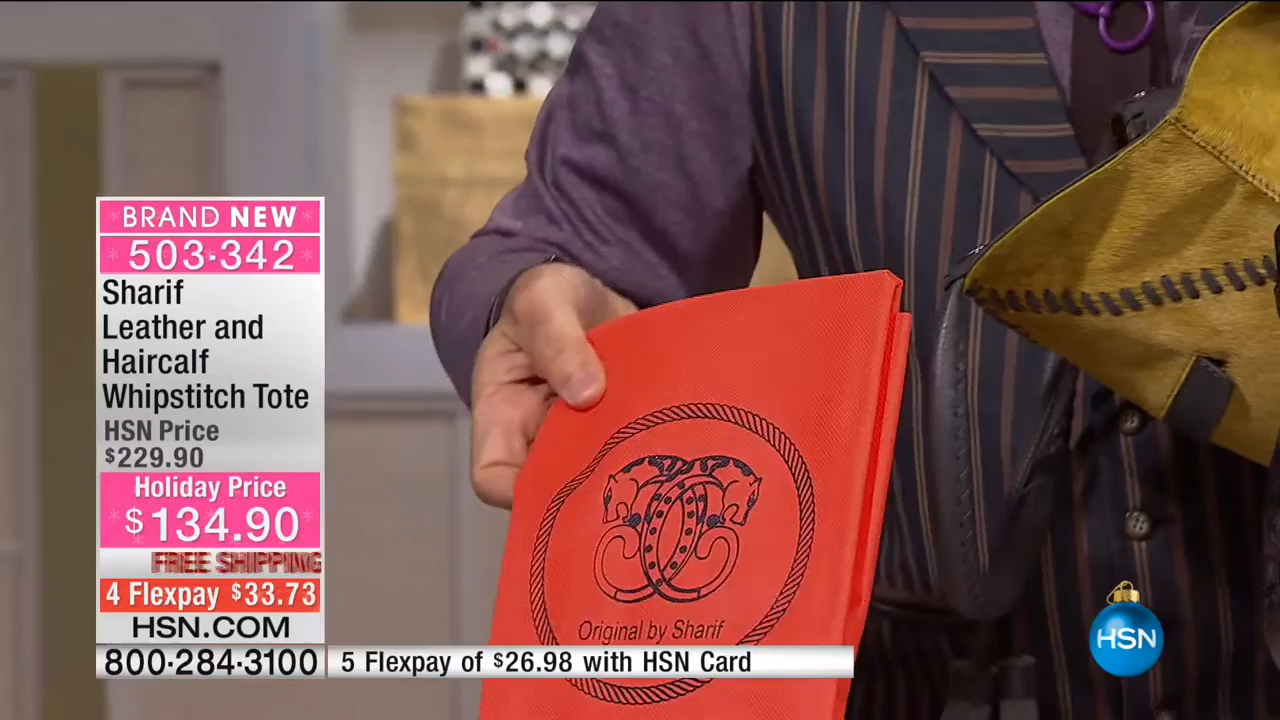 BRAND NEW
503·342
Sharif
Leather and
Haircalf
Whipstitch Tote
HSN Price
$229.90
Holiday Price
$134.90
FREE SHIPPING
4 Flexpay $33.73
HSN.COM
800·284·3100
5 Flexpay of $26.98 with HSN Card
Original by Sharif
HSN